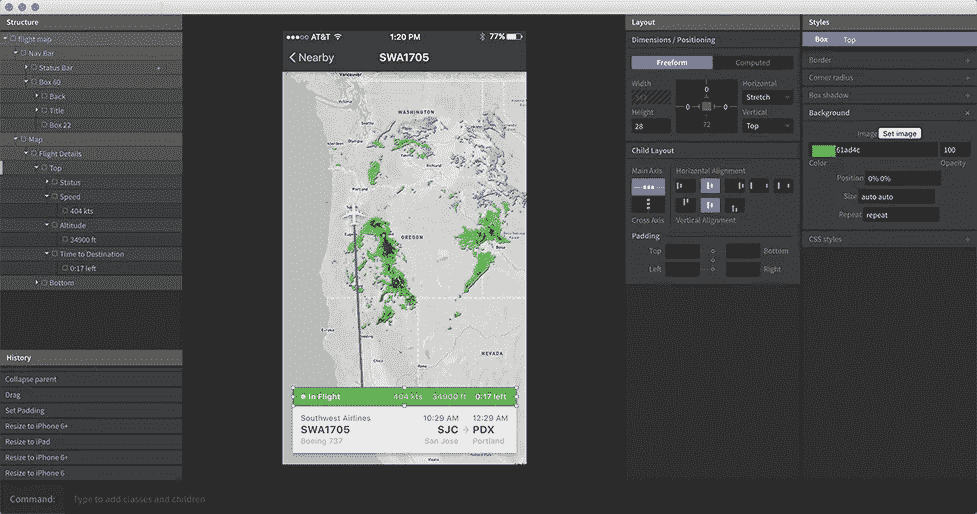 Structure
flight map
Nav Bar
Status Bar
Box 60
Back
Title
Box 22
Map
Flight Details
Top
Status
Speed
404 kts
Altitude
34900 ft
Time to Destination
0:17 left
Bottom
History
Collapse parent
Drag
Set Padding
Resize to iPhone 6+
Resize to iPad
Resize to iPhone 6+
Resize to iPhone 6
Command: Type to add classes and children
AT&T 1:20 PM 77%
Nearby SWA1705
Vancouver
WASHINGTON
Seattle
Olympia
Richland
Portland
OREGON
Eureka
Chico
NEVADA
In Flight 404 kts 34900 ft 0:17 left
Southwest Airlines 10:29 AM 12:29 AM
SWA1705 SJC → PDX
Boeing 737 San Jose Portland
Layout
Dimensions / Positioning
Freeform Computed
Width
Height
28
0
0 0
72
Horizontal
Stretch
Vertical
Top
Child Layout
Main Axis Horizontal Alignment
Cross Axis Vertical Alignment
Padding
Top Bottom
Left Right
Styles
Box Top
Border +
Corner radius +
Box shadow +
Background ×
Image Set image
61ad4c 100
Color Opacity
Position 0% 0%
Size auto auto
Repeat repeat
CSS styles +